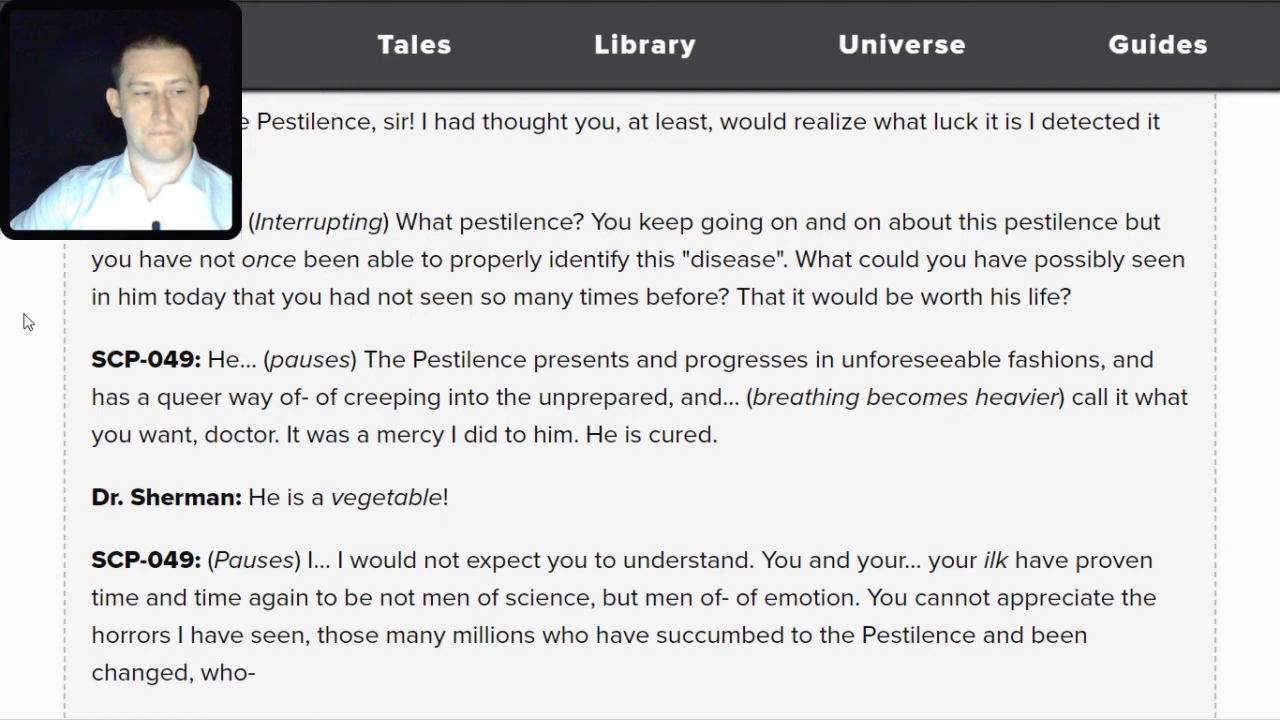 Tales Library Universe Guides
Pestilence, sir! I had thought you, at least, would realize what luck it is I detected it
(Interrupting) What pestilence? You keep going on and on about this pestilence but
you have not once been able to properly identify this "disease". What could you have possibly seen
in him today that you had not seen so many times before? That it would be worth his life?
SCP-049: He... (pauses) The Pestilence presents and progresses in unforeseeable fashions, and
has a queer way of- of creeping into the unprepared, and... (breathing becomes heavier) call it what
you want, doctor. It was a mercy I did to him. He is cured.
Dr. Sherman: He is a vegetable!
SCP-049: (Pauses) I... I would not expect you to understand. You and your... your ilk have proven
time and time again to be not men of science, but men of- of emotion. You cannot appreciate the
horrors I have seen, those many millions who have succumbed to the Pestilence and been
changed, who-